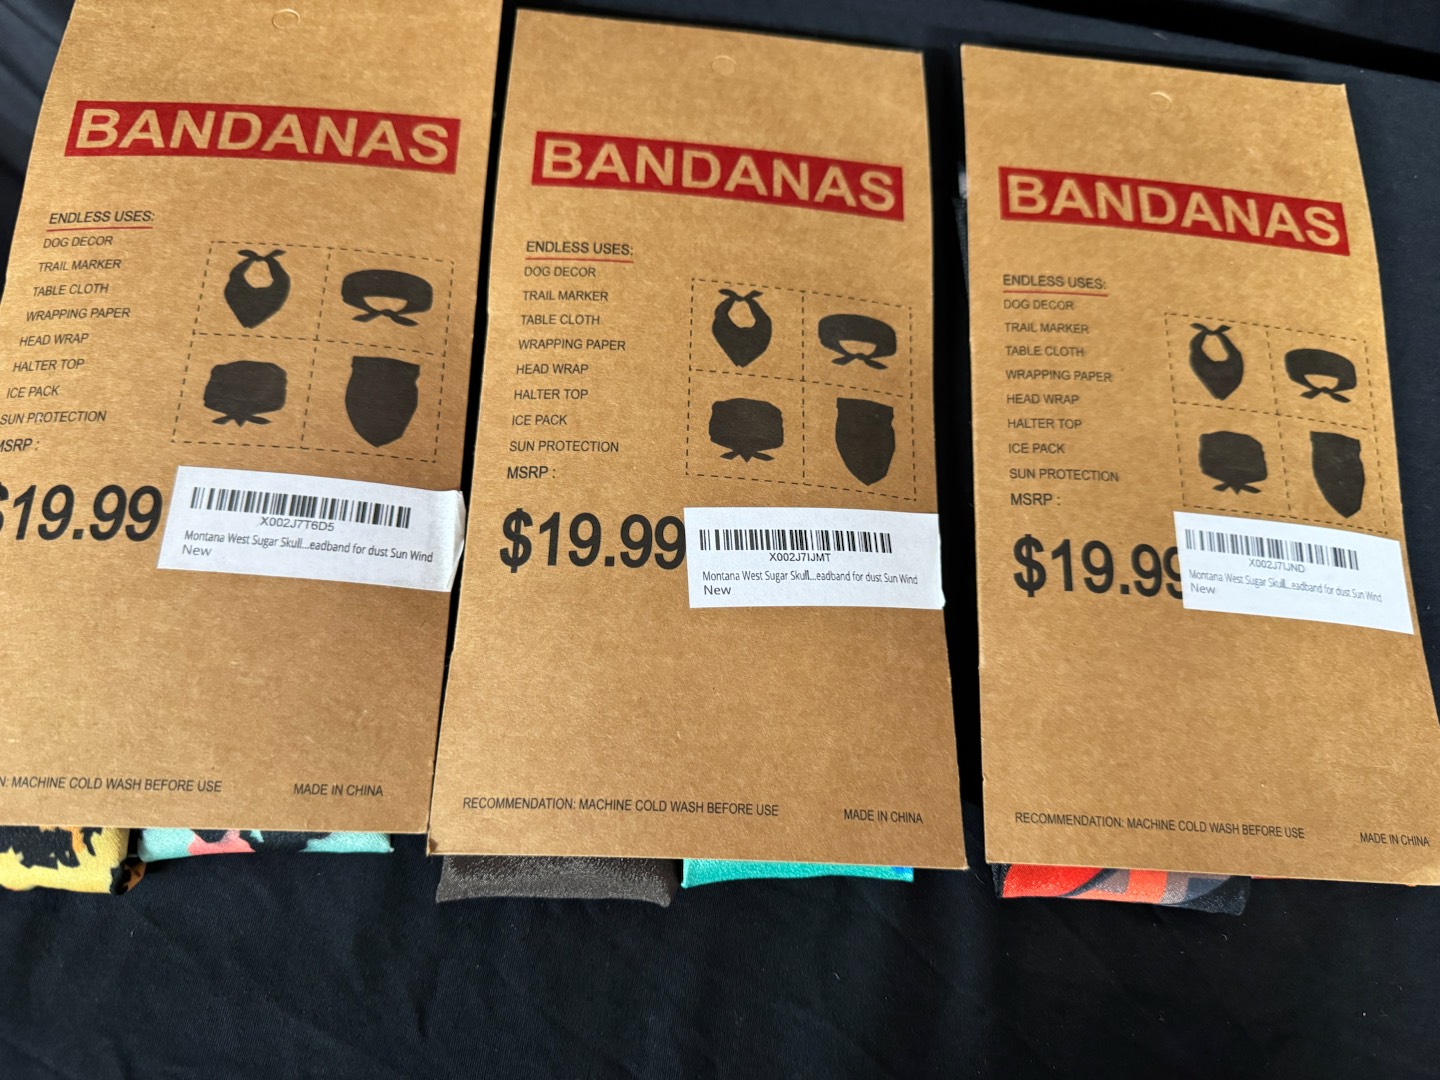 BANDANAS
ENDLESS USES:
DOG DECOR
TRAIL MARKER
TABLE CLOTH
WRAPPING PAPER
HEAD WRAP
HALTER TOP
ICE PACK
SUN PROTECTION
MSRP :
$19.99
X002J7T6D5
Montana West Sugar Skull...eadband for dust Sun Wind
New
N: MACHINE COLD WASH BEFORE USE
MADE IN CHINA
BANDANAS
ENDLESS USES:
DOG DECOR
TRAIL MARKER
TABLE CLOTH
WRAPPING PAPER
HEAD WRAP
HALTER TOP
ICE PACK
SUN PROTECTION
MSRP :
$19.99
X002J7IJMT
Montana West Sugar Skull...eadband for dust Sun Wind
New
RECOMMENDATION: MACHINE COLD WASH BEFORE USE
MADE IN CHINA
BANDANAS
ENDLESS USES:
DOG DECOR
TRAIL MARKER
TABLE CLOTH
WRAPPING PAPER
HEAD WRAP
HALTER TOP
ICE PACK
SUN PROTECTION
MSRP :
$19.99
X002J7IJND
Montana West Sugar Skull...eadband for dust Sun Wind
New
RECOMMENDATION: MACHINE COLD WASH BEFORE USE
MADE IN CHINA